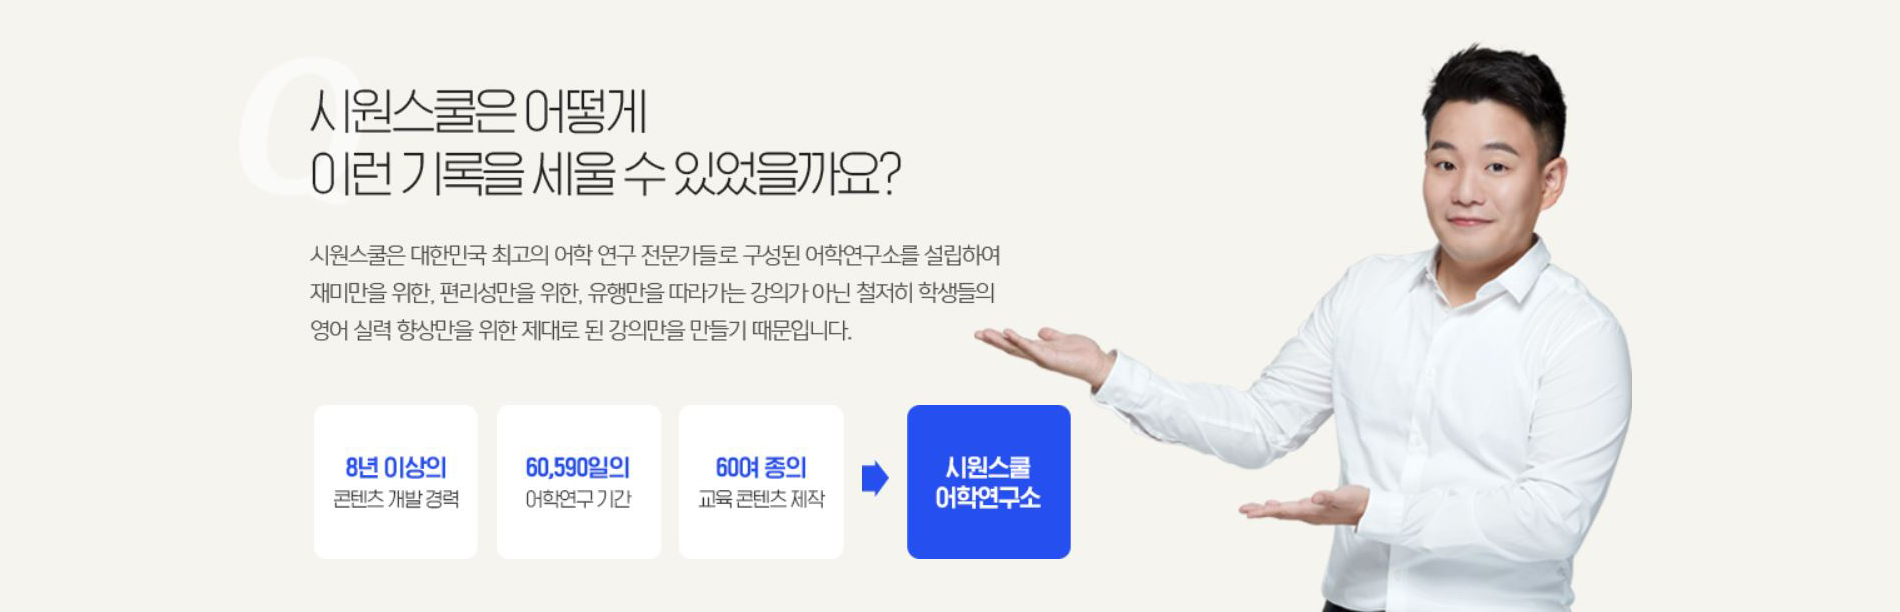 시원스쿨은 어떻게
이런 기록을 세울 수 있었을까요?
시원스쿨은 대한민국 최고의 어학 연구 전문가들로 구성된 어학연구소를 설립하여
재미만을 위한, 편리성만을 위한, 유행만을 따라가는 강의가 아닌 철저히 학생들의
영어 실력 향상만을 위한 제대로 된 강의만을 만들기 때문입니다.
8년 이상의
콘텐츠 개발 경력
60,590일의
어학연구 기간
60여 종의
교육 콘텐츠 제작
시원스쿨
어학연구소